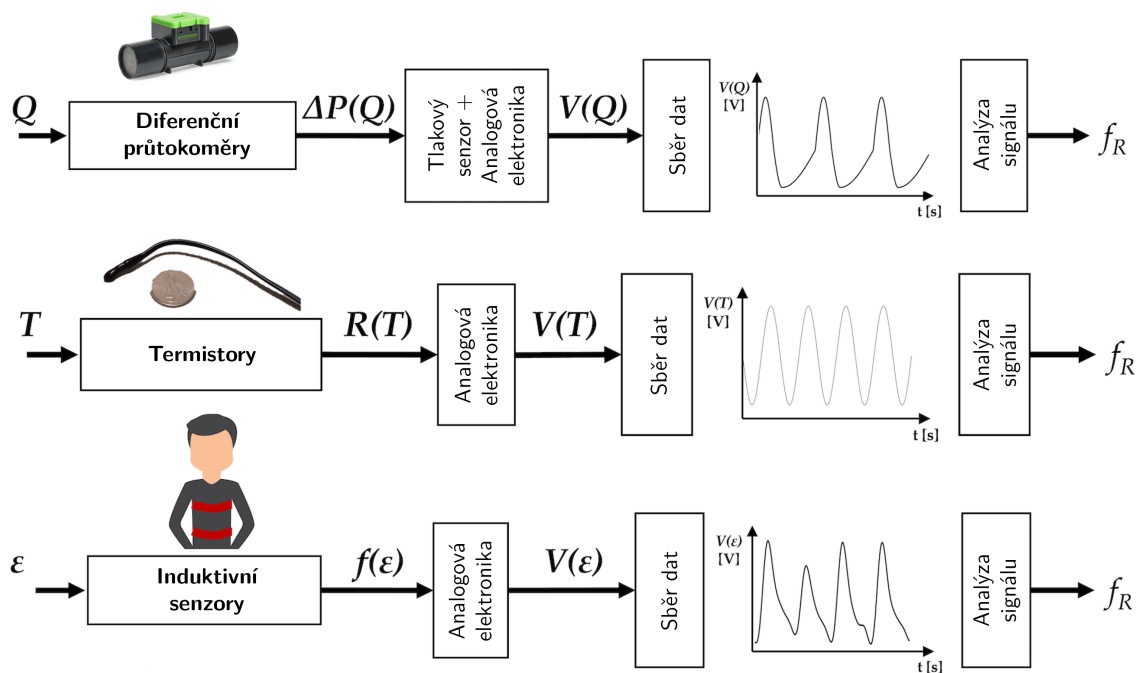 Q
Diferenční
průtokoměry
ΔP(Q)
Tlakový
senzor +
Analogová
elektronika
V(Q)
Sběr dat
V(Q)
[V]
t [s]
Analýza
signálu
f_R
T
Termistory
R(T)
Analogová
elektronika
V(T)
Sběr dat
V(T)
[V]
t [s]
Analýza
signálu
f_R
ε
Induktivní
senzory
f(ε)
Analogová
elektronika
V(ε)
Sběr dat
V(ε)
[V]
t [s]
Analýza
signálu
f_R